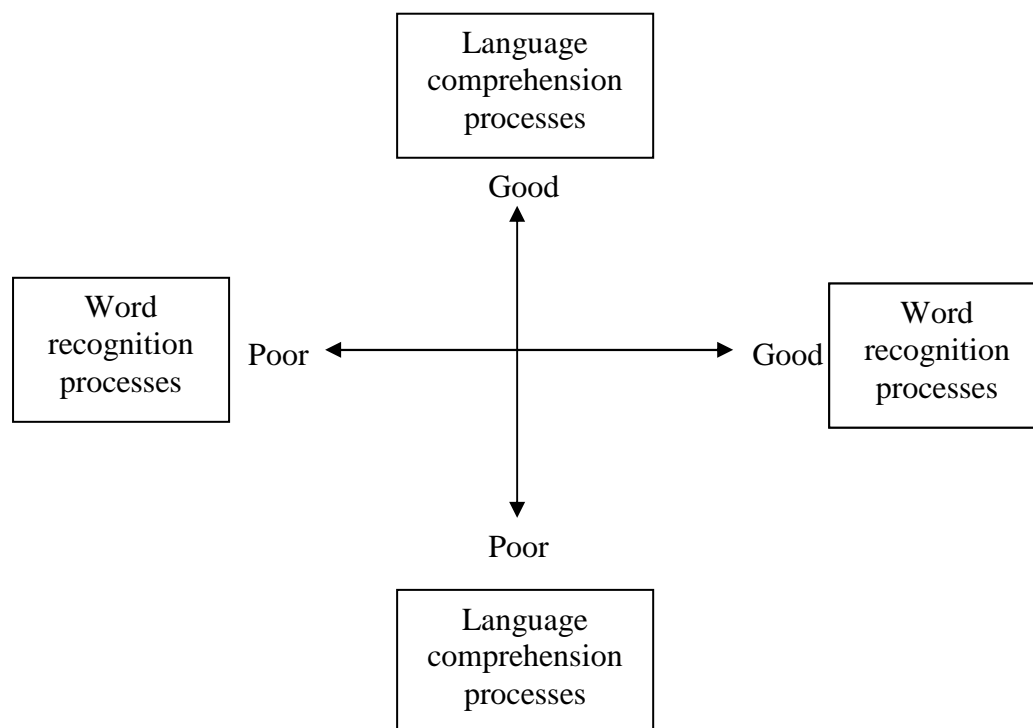 Language
comprehension
processes
Good
Word
recognition
processes
Poor
Good
Word
recognition
processes
Poor
Language
comprehension
processes